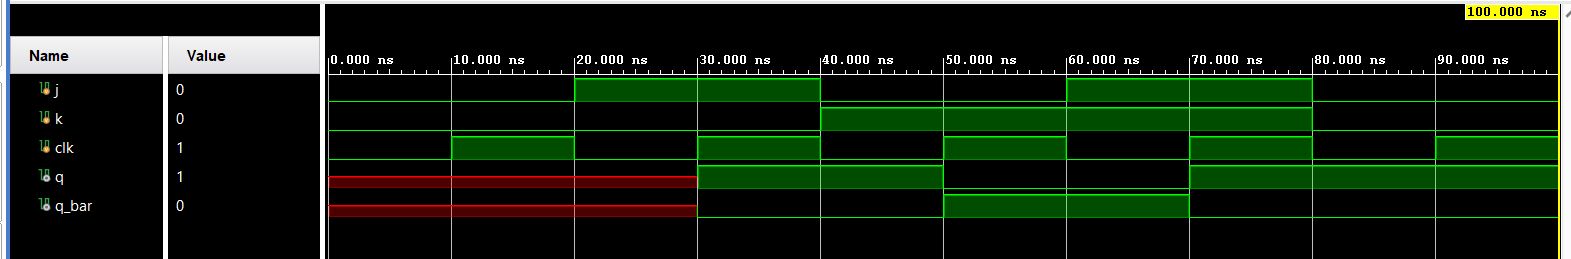 100.000 ns
Name Value
0.000 ns 10.000 ns 20.000 ns 30.000 ns 40.000 ns 50.000 ns 60.000 ns 70.000 ns 80.000 ns 90.000 ns
j 0
k 0
clk 1
q 1
q_bar 0